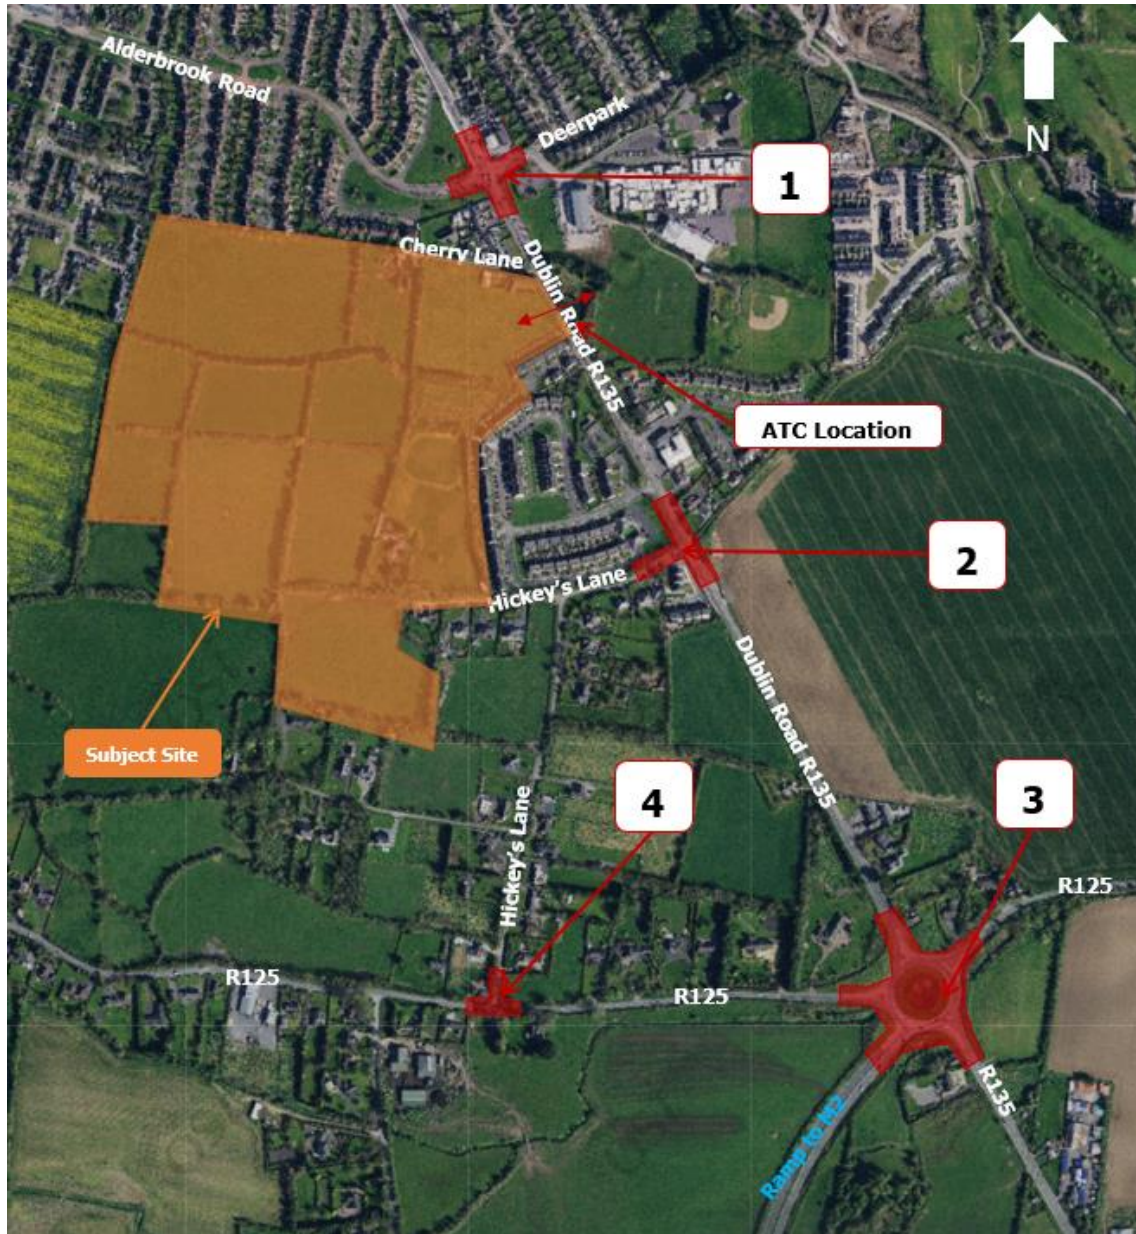 Alderbrook Road
Deerpark
N
1
Cherry Lane
Dublin Road R135
ATC Location
2
Hickey's Lane
Dublin Road R135
Subject Site
4
3
Hickey's Lane
R125
R125
R125
R135
Ramp to M2